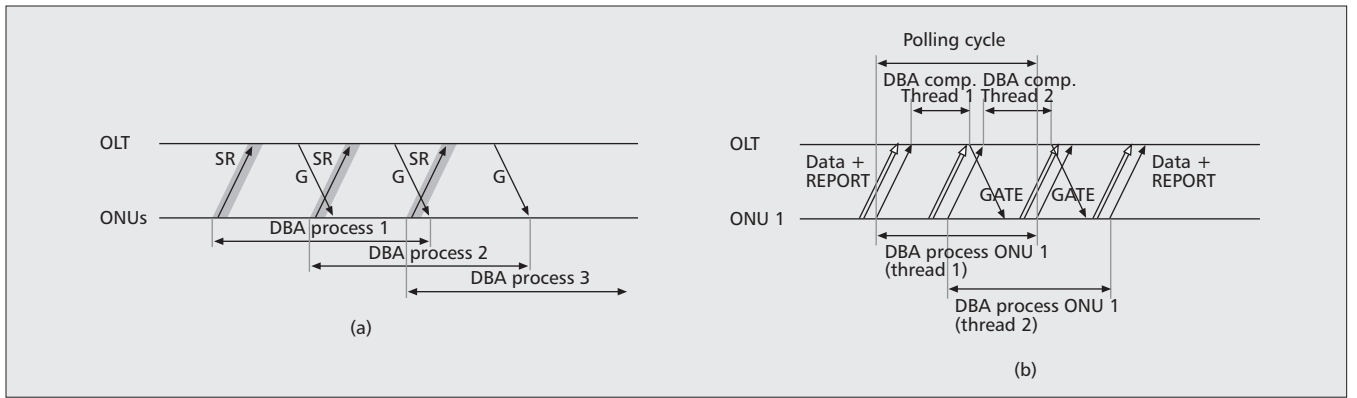 OLT
SR
SR
SR
G
G
G
ONUs
DBA process 1
DBA process 2
DBA process 3
(a)
Polling cycle
DBA comp. DBA comp.
Thread 1 Thread 2
OLT
Data +
REPORT
GATE
GATE
Data +
REPORT
ONU 1
DBA process ONU 1
(thread 1)
DBA process ONU 1
(thread 2)
(b)